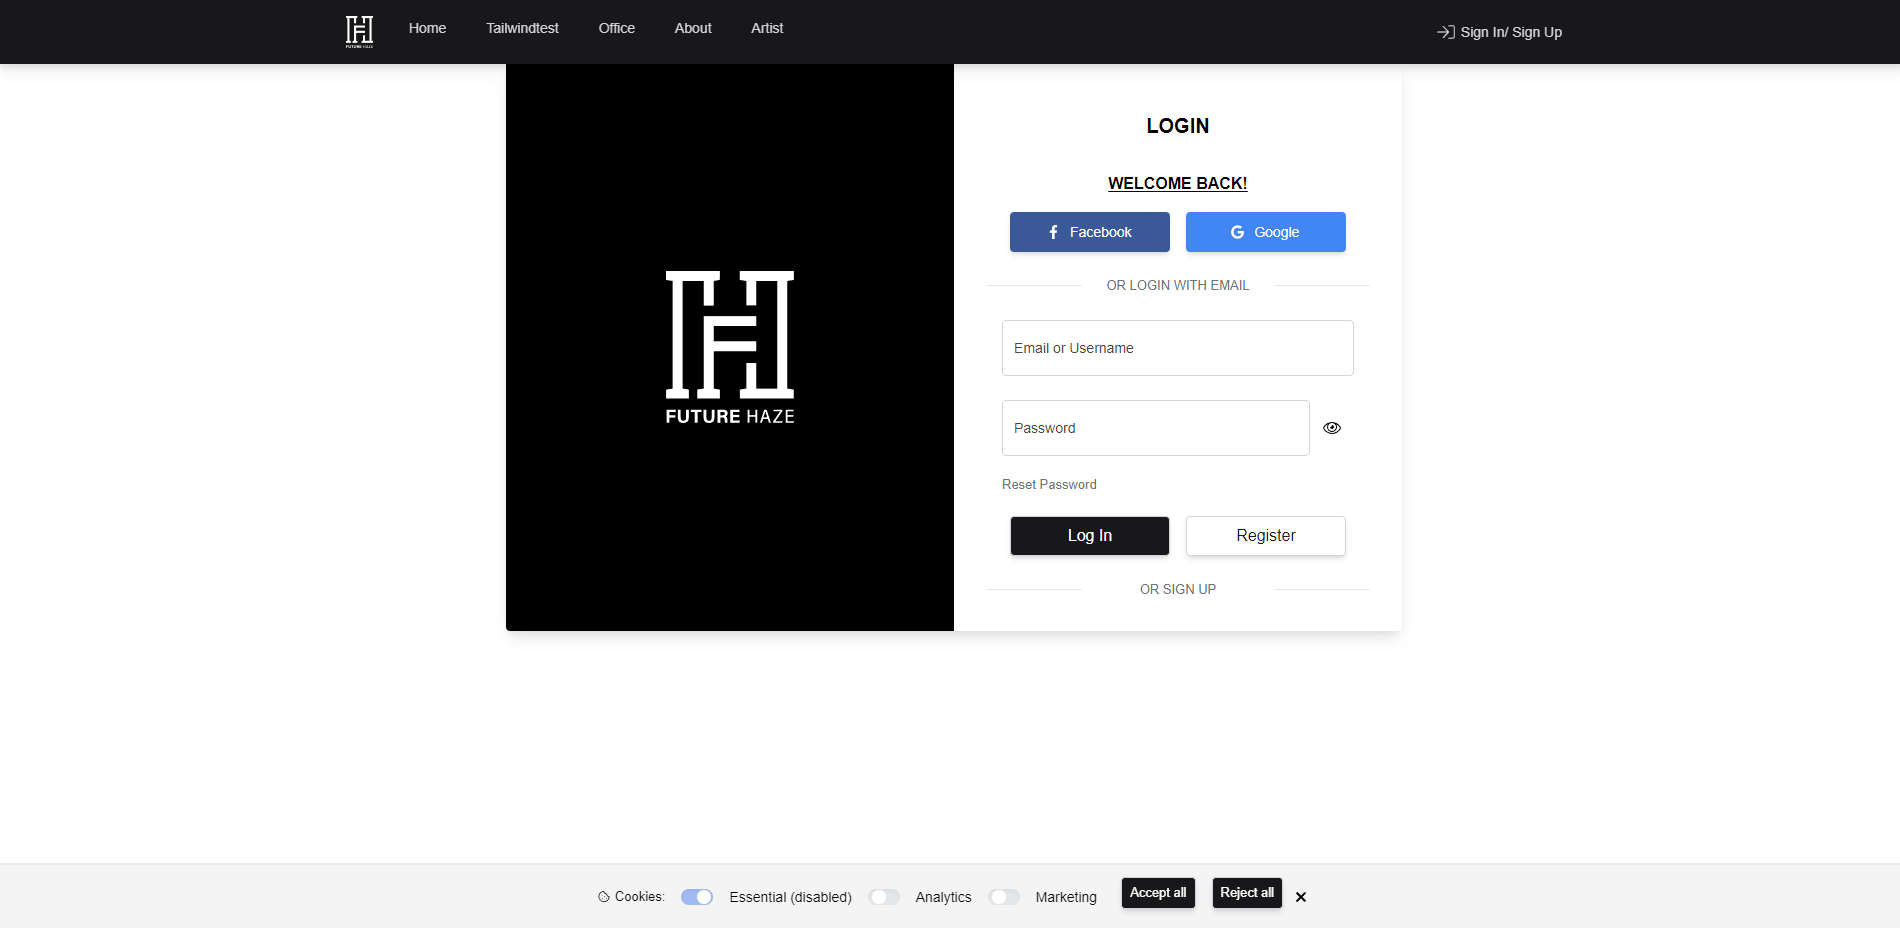 FUTURE HAZE
Home
Tailwindtest
Office
About
Artist
Sign In/ Sign Up
FUTURE HAZE
LOGIN
WELCOME BACK!
Facebook
Google
OR LOGIN WITH EMAIL
Email or Username
Password
Reset Password
Log In
Register
OR SIGN UP
Cookies:
Essential (disabled)
Analytics
Marketing
Accept all
Reject all